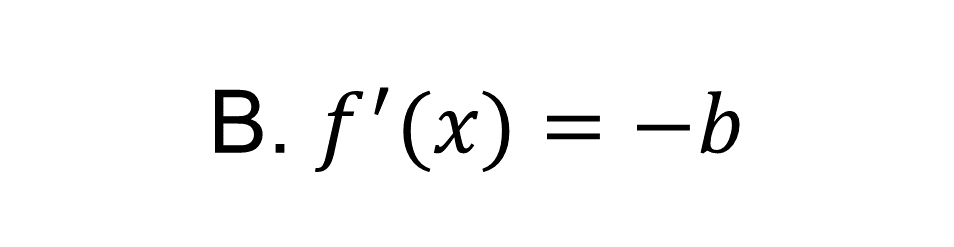 B. f′(x) = −b